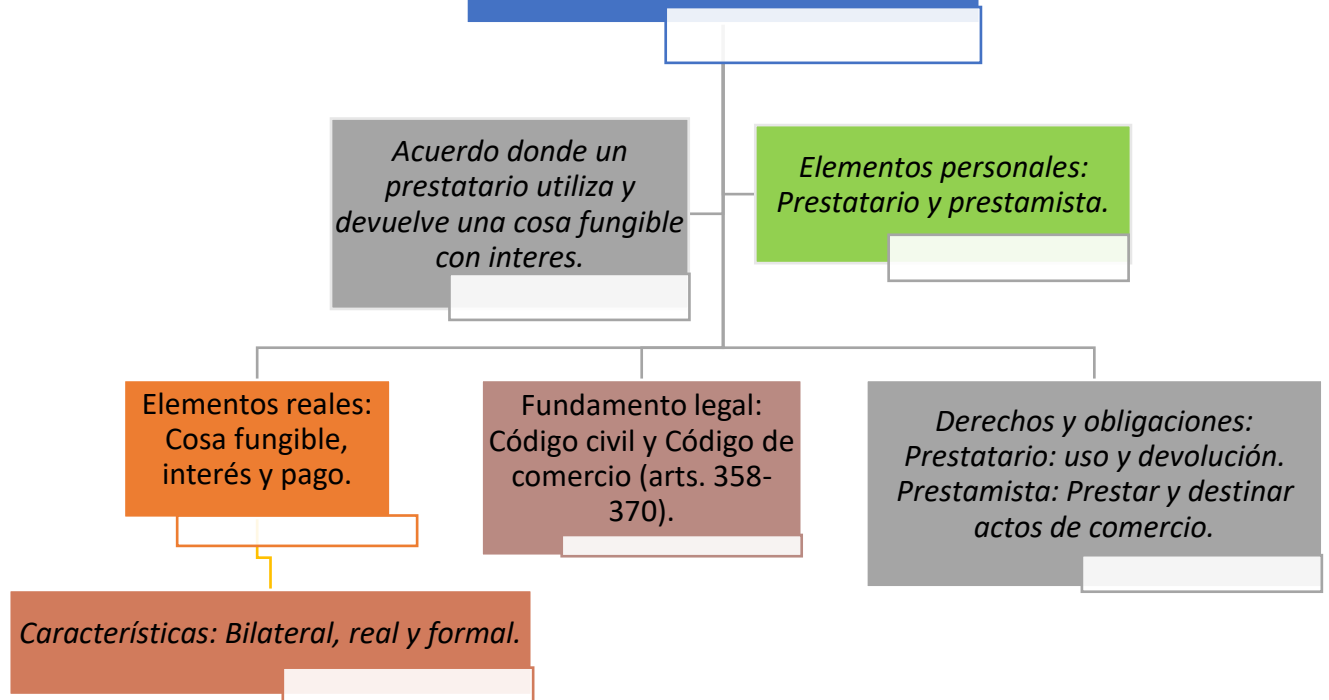 Acuerdo donde un
prestatario utiliza y
devuelve una cosa fungible
con interes.
Elementos personales:
Prestatario y prestamista.
Elementos reales:
Cosa fungible,
interés y pago.
Fundamento legal:
Código civil y Código de
comercio (arts. 358-
370).
Derechos y obligaciones:
Prestatario: uso y devolución.
Prestamista: Prestar y destinar
actos de comercio.
Características: Bilateral, real y formal.